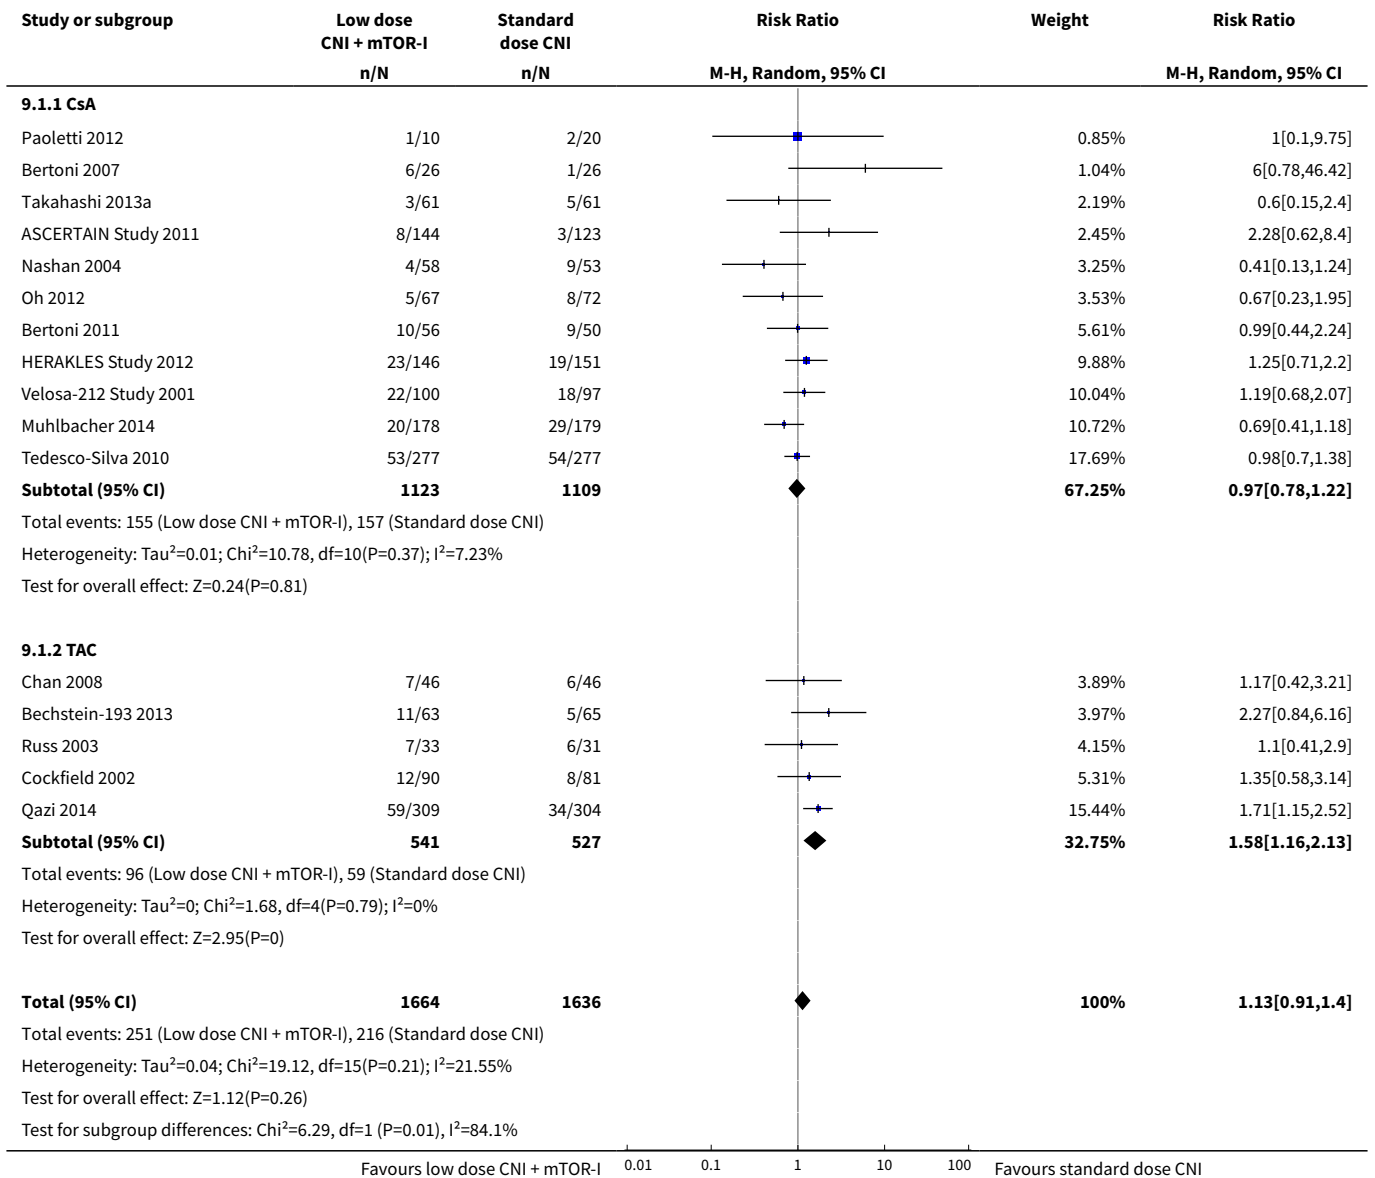 Study or subgroup Low dose CNI + mTOR-I Standard dose CNI Risk Ratio Weight Risk Ratio
n/N n/N M-H, Random, 95% CI M-H, Random, 95% CI
9.1.1 CsA
Paoletti 2012 1/10 2/20 0.85% 1[0.1,9.75]
Bertoni 2007 6/26 1/26 1.04% 6[0.78,46.42]
Takahashi 2013a 3/61 5/61 2.19% 0.6[0.15,2.4]
ASCERTAIN Study 2011 8/144 3/123 2.45% 2.28[0.62,8.4]
Nashan 2004 4/58 9/53 3.25% 0.41[0.13,1.24]
Oh 2012 5/67 8/72 3.53% 0.67[0.23,1.95]
Bertoni 2011 10/56 9/50 5.61% 0.99[0.44,2.24]
HERAKLES Study 2012 23/146 19/151 9.88% 1.25[0.71,2.2]
Velosa-212 Study 2001 22/100 18/97 10.04% 1.19[0.68,2.07]
Muhlbacher 2014 20/178 29/179 10.72% 0.69[0.41,1.18]
Tedesco-Silva 2010 53/277 54/277 17.69% 0.98[0.7,1.38]
Subtotal (95% CI) 1123 1109 67.25% 0.97[0.78,1.22]
Total events: 155 (Low dose CNI + mTOR-I), 157 (Standard dose CNI)
Heterogeneity: Tau²=0.01; Chi²=10.78, df=10(P=0.37); I²=7.23%
Test for overall effect: Z=0.24(P=0.81)
9.1.2 TAC
Chan 2008 7/46 6/46 3.89% 1.17[0.42,3.21]
Bechstein-193 2013 11/63 5/65 3.97% 2.27[0.84,6.16]
Russ 2003 7/33 6/31 4.15% 1.1[0.41,2.9]
Cockfield 2002 12/90 8/81 5.31% 1.35[0.58,3.14]
Qazi 2014 59/309 34/304 15.44% 1.71[1.15,2.52]
Subtotal (95% CI) 541 527 32.75% 1.58[1.16,2.13]
Total events: 96 (Low dose CNI + mTOR-I), 59 (Standard dose CNI)
Heterogeneity: Tau²=0; Chi²=1.68, df=4(P=0.79); I²=0%
Test for overall effect: Z=2.95(P=0)
Total (95% CI) 1664 1636 100% 1.13[0.91,1.4]
Total events: 251 (Low dose CNI + mTOR-I), 216 (Standard dose CNI)
Heterogeneity: Tau²=0.04; Chi²=19.12, df=15(P=0.21); I²=21.55%
Test for overall effect: Z=1.12(P=0.26)
Test for subgroup differences: Chi²=6.29, df=1 (P=0.01), I²=84.1%
Favours low dose CNI + mTOR-I 0.01 0.1 1 10 100 Favours standard dose CNI